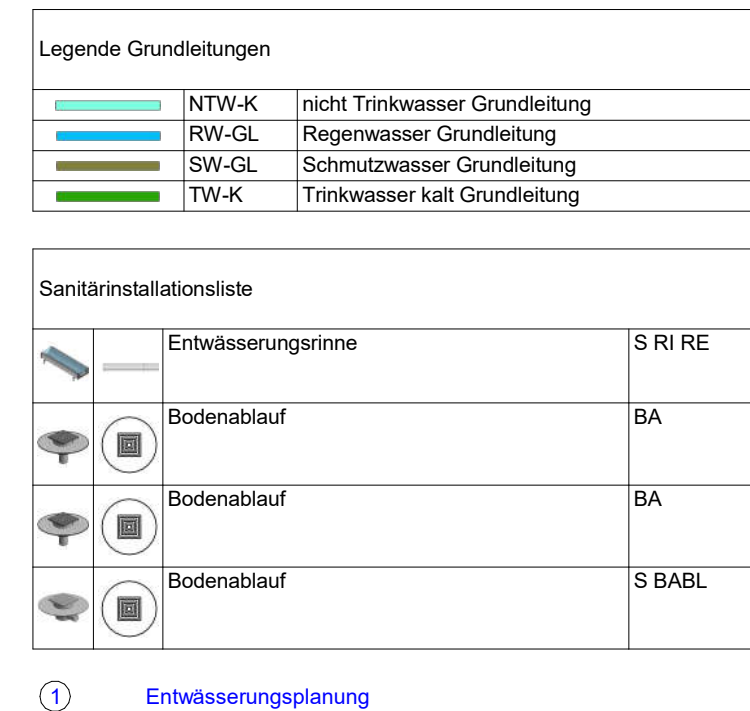 Legende Grundleitungen
NTW-K nicht Trinkwasser Grundleitung
RW-GL Regenwasser Grundleitung
SW-GL Schmutzwasser Grundleitung
TW-K Trinkwasser kalt Grundleitung
Sanitärinstallationsliste
Entwässerungsrinne S RI RE
Bodenablauf BA
Bodenablauf BA
Bodenablauf S BABL
1 Entwässerungsplanung